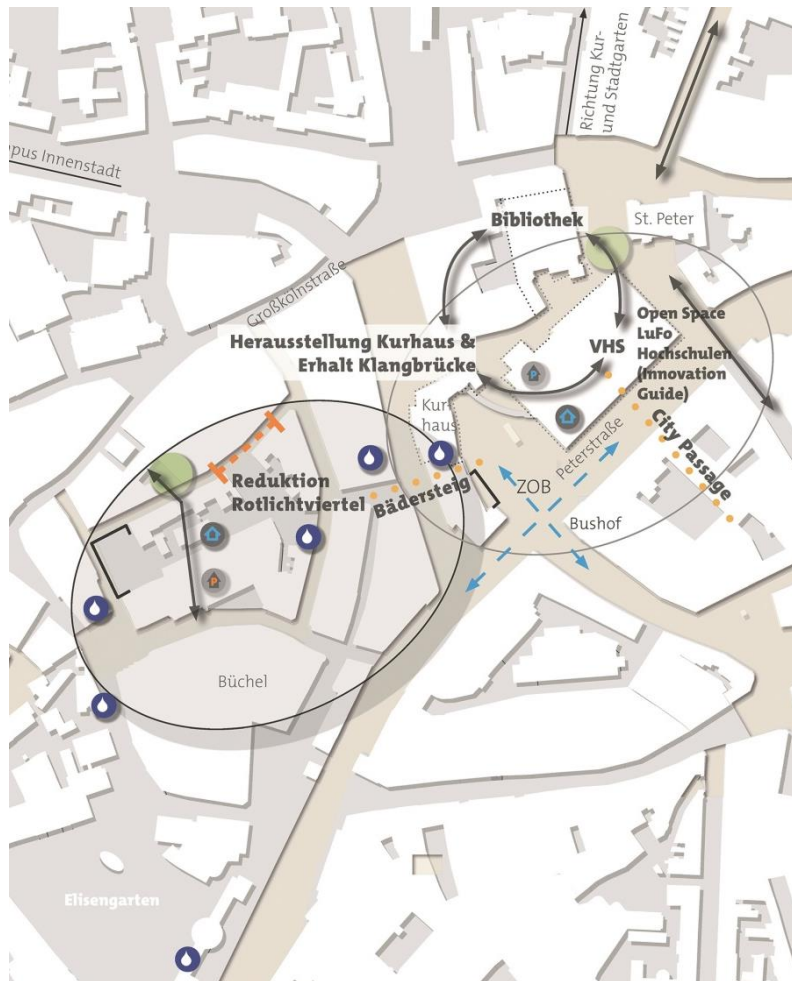 Richtung Kur-
und Stadtgarten
pus Innenstadt
Bibliothek
St. Peter
Großkölnstraße
Herausstellung Kurhaus &
Erhalt Klangbrücke
VHS
Open Space
LuFo
Hochschulen
(Innovation
Guide)
P
Kur-
haus
City Passage
Peterstraße
Reduktion
Rotlichtviertel
Bädersteig
ZOB
Bushof
P
Büchel
Elisengarten